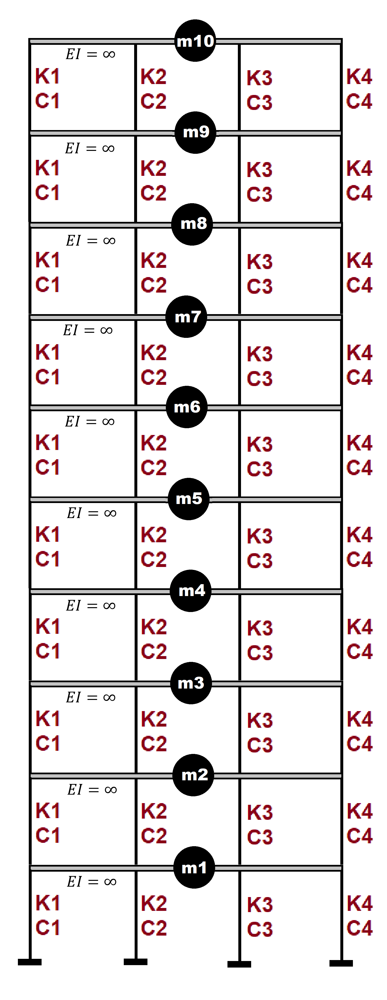 m10
EI = ∞
K1 K2 K3 K4
C1 C2 C3 C4
m9
EI = ∞
K1 K2 K3 K4
C1 C2 C3 C4
m8
EI = ∞
K1 K2 K3 K4
C1 C2 C3 C4
m7
EI = ∞
K1 K2 K3 K4
C1 C2 C3 C4
m6
EI = ∞
K1 K2 K3 K4
C1 C2 C3 C4
m5
EI = ∞
K1 K2 K3 K4
C1 C2 C3 C4
m4
EI = ∞
K1 K2 K3 K4
C1 C2 C3 C4
m3
EI = ∞
K1 K2 K3 K4
C1 C2 C3 C4
m2
EI = ∞
K1 K2 K3 K4
C1 C2 C3 C4
m1
EI = ∞
K1 K2 K3 K4
C1 C2 C3 C4